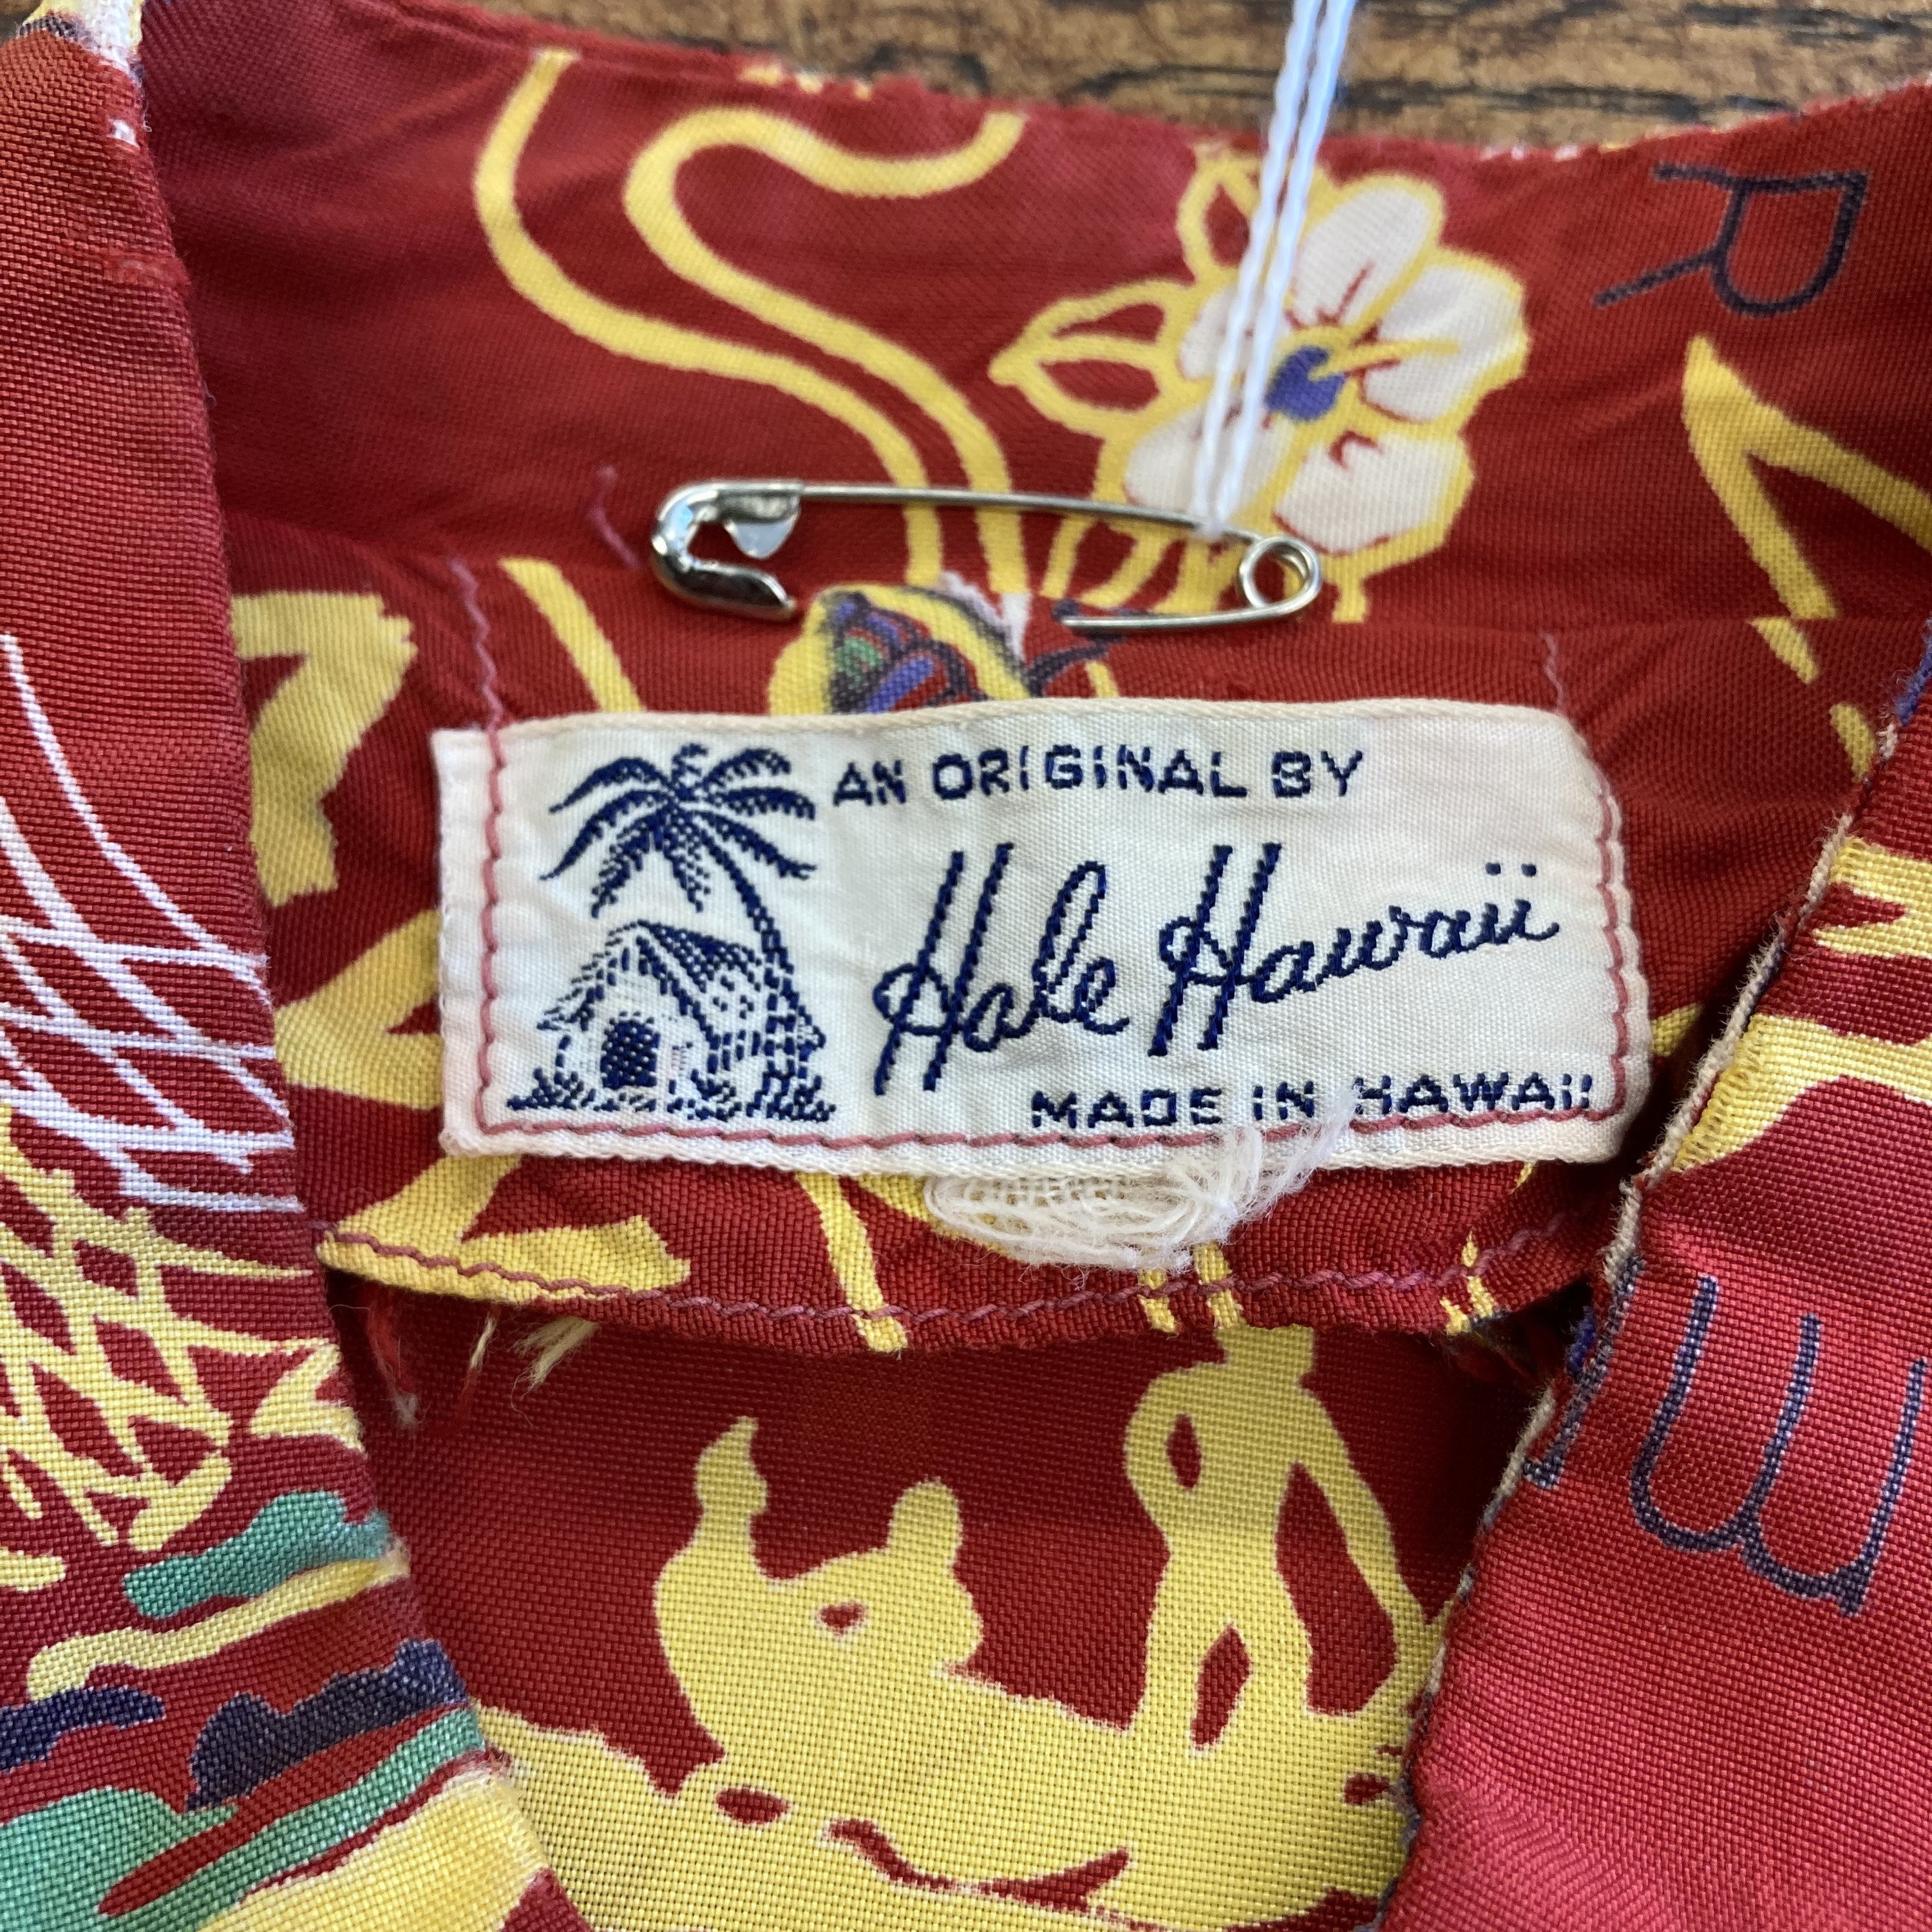 R
AN ORIGINAL BY
Hale Hawaii
MADE IN HAWAII